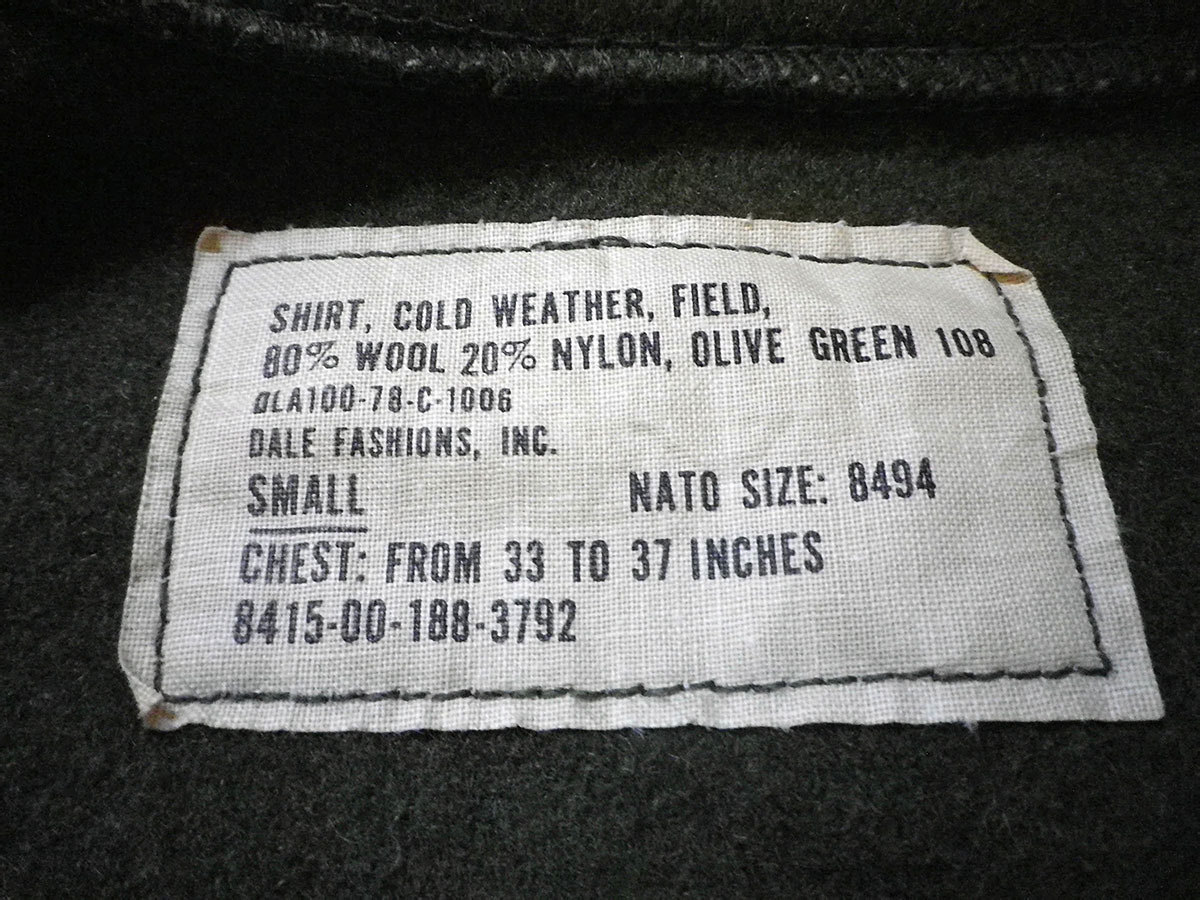 SHIRT, COLD WEATHER, FIELD,
80% WOOL 20% NYLON, OLIVE GREEN 108
DLA100-78-C-1006
DALE FASHIONS, INC.
SMALL NATO SIZE: 8494
CHEST: FROM 33 TO 37 INCHES
8415-00-188-3792